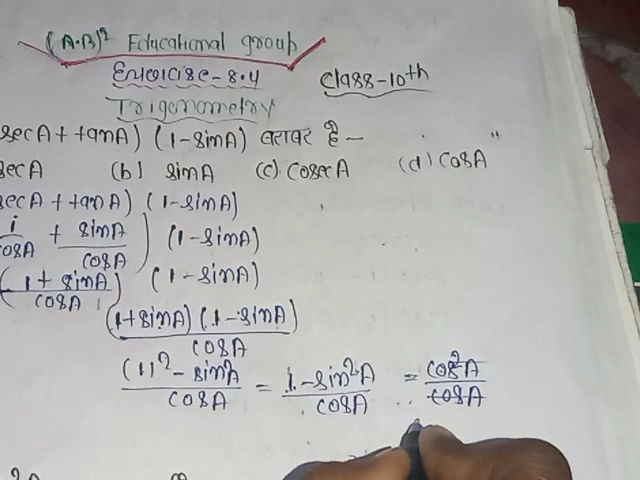 (A.B)² Educational group
Exercise-8.4 Class-10th
Trigonometry
secA + tanA) (1-sinA) बराबर है -
secA (b) sinA (c) cosecA (d) cosA
secA + tanA) (1-sinA)
1/cosA + sinA/cosA) (1-sinA)
(1+sinA/cosA) (1-sinA)
(1+sinA)(1-sinA)/cosA
(1)²-sin²A/cosA = 1-sin²A/cosA = cos²A/cosA